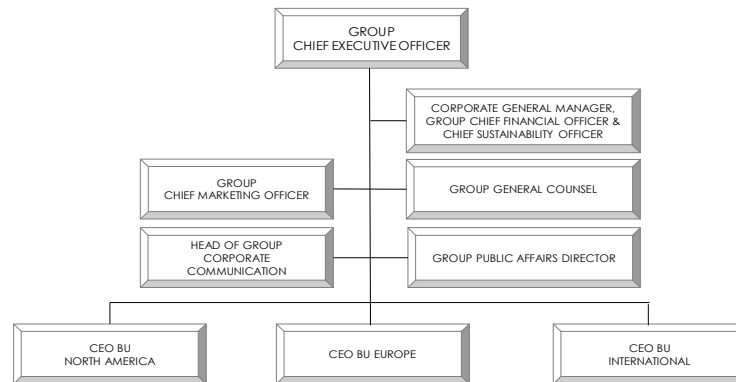 GROUP
CHIEF EXECUTIVE OFFICER
CORPORATE GENERAL MANAGER,
GROUP CHIEF FINANCIAL OFFICER &
CHIEF SUSTAINABILITY OFFICER
GROUP
CHIEF MARKETING OFFICER
GROUP GENERAL COUNSEL
HEAD OF GROUP
CORPORATE
COMMUNICATION
GROUP PUBLIC AFFAIRS DIRECTOR
CEO BU
NORTH AMERICA
CEO BU EUROPE
CEO BU
INTERNATIONAL